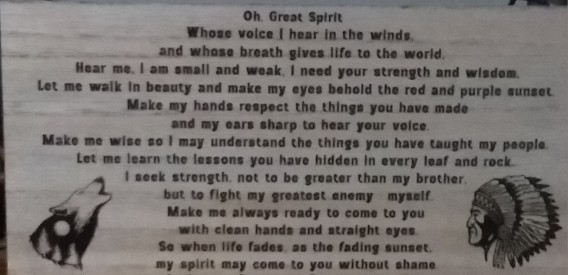 Oh, Great Spirit
Whose voice I hear in the winds,
and whose breath gives life to the world,
Hear me, I am small and weak, I need your strength and wisdom.
Let me walk in beauty and make my eyes behold the red and purple sunset.
Make my hands respect the things you have made
and my ears sharp to hear your voice.
Make me wise so I may understand the things you have taught my people.
Let me learn the lessons you have hidden in every leaf and rock.
I seek strength, not to be greater than my brother,
but to fight my greatest enemy myself.
Make me always ready to come to you
with clean hands and straight eyes.
So when life fades, as the fading sunset,
my spirit may come to you without shame